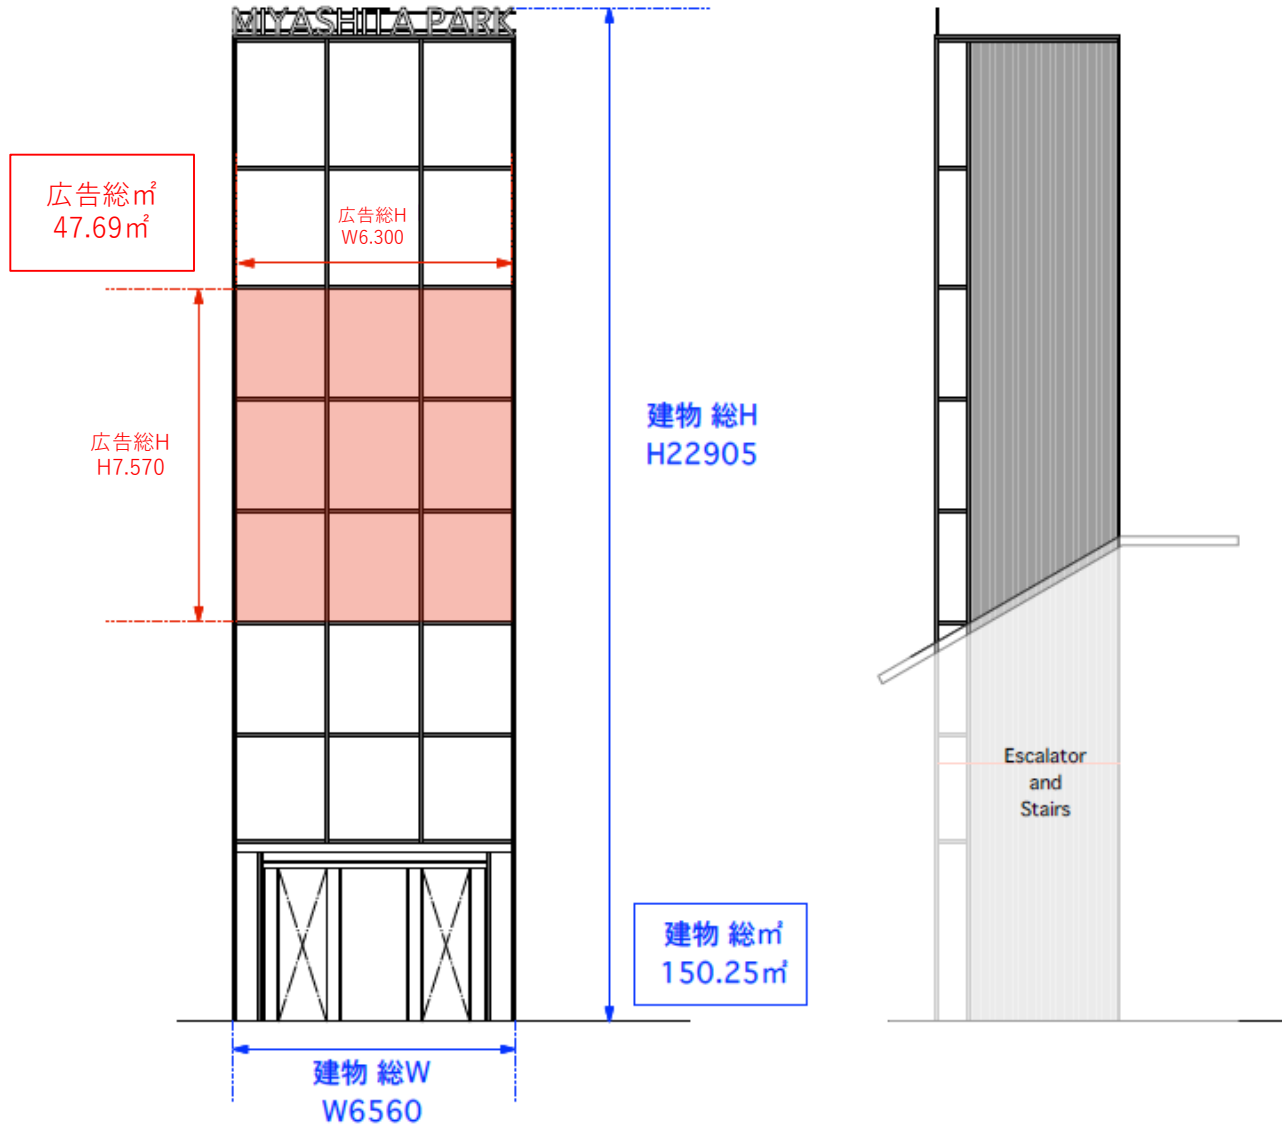 MIYASHITA PARK
広告総㎡
47.69㎡
広告総H
W6.300
広告総H
H7.570
建物 総H
H22905
Escalator
and
Stairs
建物 総㎡
150.25㎡
建物 総W
W6560